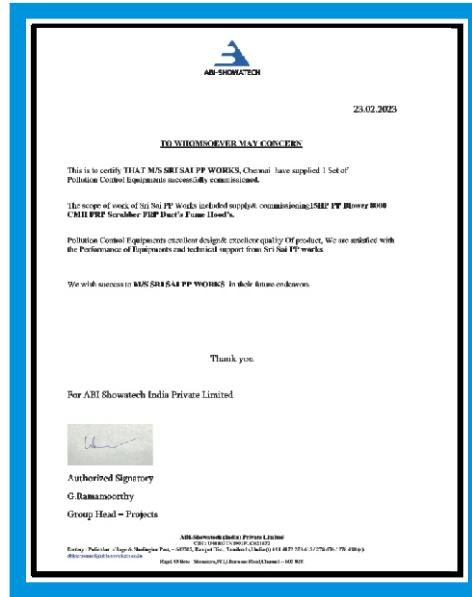 ABI-SHOWATECH
23.02.2023
TO WHOMSOEVER MAY CONCERN
This is to certify THAT M/S SRI SAI PP WORKS, Chennai have supplied 1 Set of
Pollution Control Equipments successfully commissioned.
The scope of work of Sri Sai PP Works included supply& commissioning15HP PP Blower 8000
CMH FRP Scrubber FRP Duct's Fume Hood's.
Pollution Control Equipments excellent design& excellent quality Of product, We are satisfied with
the Performance of Equipments and technical support from Sri Sai PP works
We wish success to M/S SRI SAI PP WORKS in their future endeavors
Thank you
For ABI Showatech India Private Limited
Authorized Signatory
G.Ramamoorthy
Group Head – Projects
ABI-Showatech (India) Private Limited